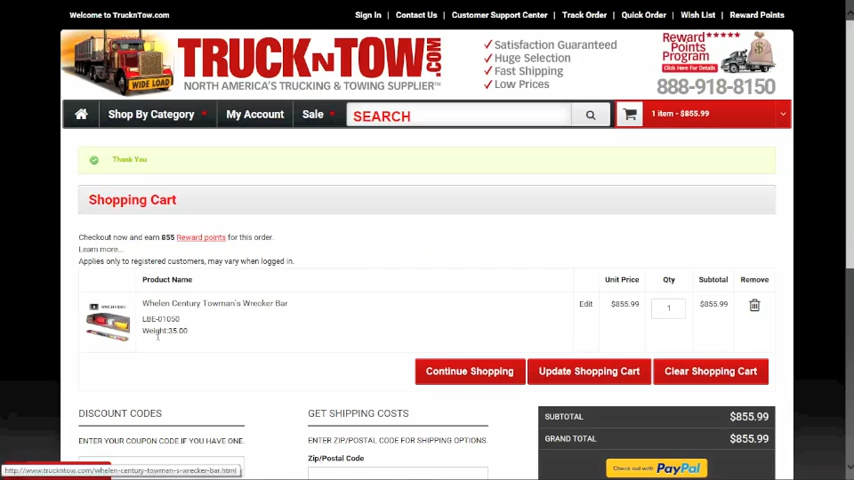 Welcome to TrucknTow.com
Sign In
Contact Us
Customer Support Center
Track Order
Quick Order
Wish List
Reward Points
WIDE LOAD
TRUCKNTOW.COM
NORTH AMERICA'S TRUCKING & TOWING SUPPLIER
Satisfaction Guaranteed
Huge Selection
Fast Shipping
Low Prices
Reward
Points
Program
Click Here For Details
888-918-8150
Shop By Category
My Account
Sale
SEARCH
1 item - $855.99
Thank You
Shopping Cart
Checkout now and earn 855 Reward points for this order.
Learn more...
Applies only to registered customers, may vary when logged in.
Product Name Unit Price Qty Subtotal Remove
Whelen Century Towman's Wrecker Bar Edit $855.99 1 $855.99
LBE-01050
Weight:35.00
Continue Shopping
Update Shopping Cart
Clear Shopping Cart
DISCOUNT CODES
ENTER YOUR COUPON CODE IF YOU HAVE ONE.
GET SHIPPING COSTS
ENTER ZIP/POSTAL CODE FOR SHIPPING OPTIONS.
Zip/Postal Code
SUBTOTAL $855.99
GRAND TOTAL $855.99
Check out with PayPal
http://www.truckntow.com/whelen-century-towman-s-wrecker-bar.html